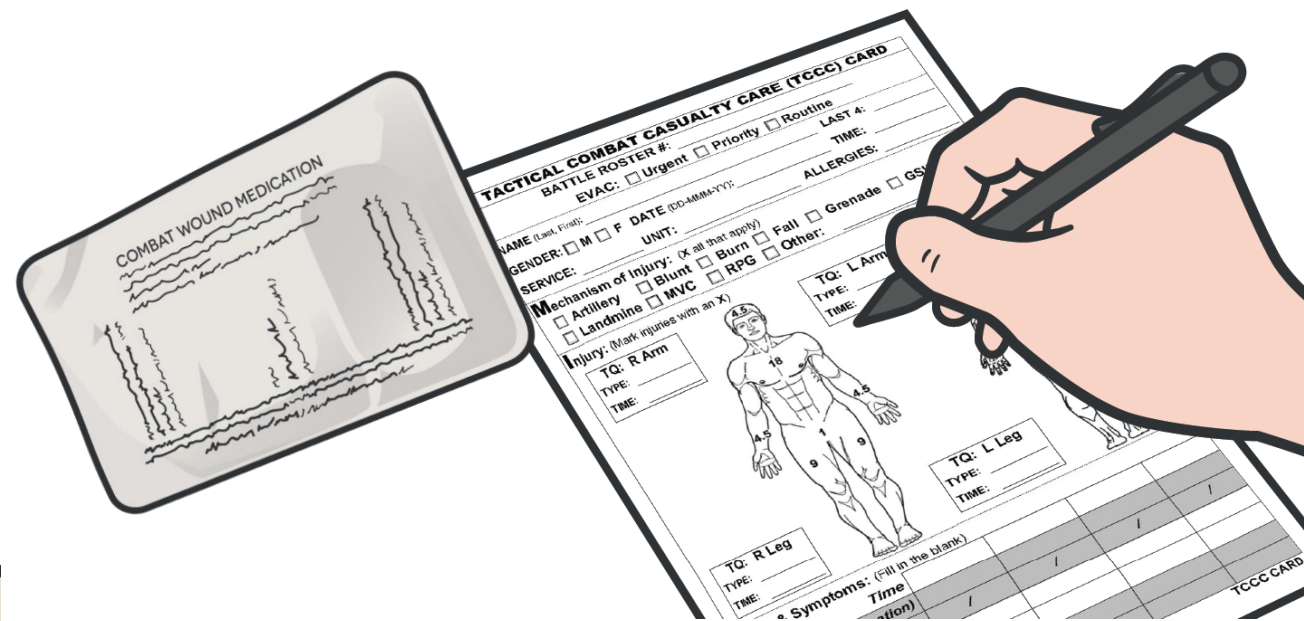 COMBAT WOUND MEDICATION
TACTICAL COMBAT CASUALTY CARE (TCCC) CARD
BATTLE ROSTER #:
EVAC: Urgent Priority Routine
NAME (Last, First): LAST 4:
GENDER: M F DATE (DD-MMM-YY): TIME:
SERVICE: UNIT: ALLERGIES:
Mechanism of Injury: (X all that apply)
Artillery Blunt Burn Fall Grenade
Landmine MVC RPG Other:
Injury: (Mark injuries with an X)
TQ: R Arm
TYPE:
TIME:
TQ: L Arm
TYPE:
TIME:
4.5
18
4.5
4.5
1
9
9
TQ: R Leg
TYPE:
TIME:
TQ: L Leg
TYPE:
TIME:
& Symptoms: (Fill in the blank)
Time
/ / / /
TCCC CARD